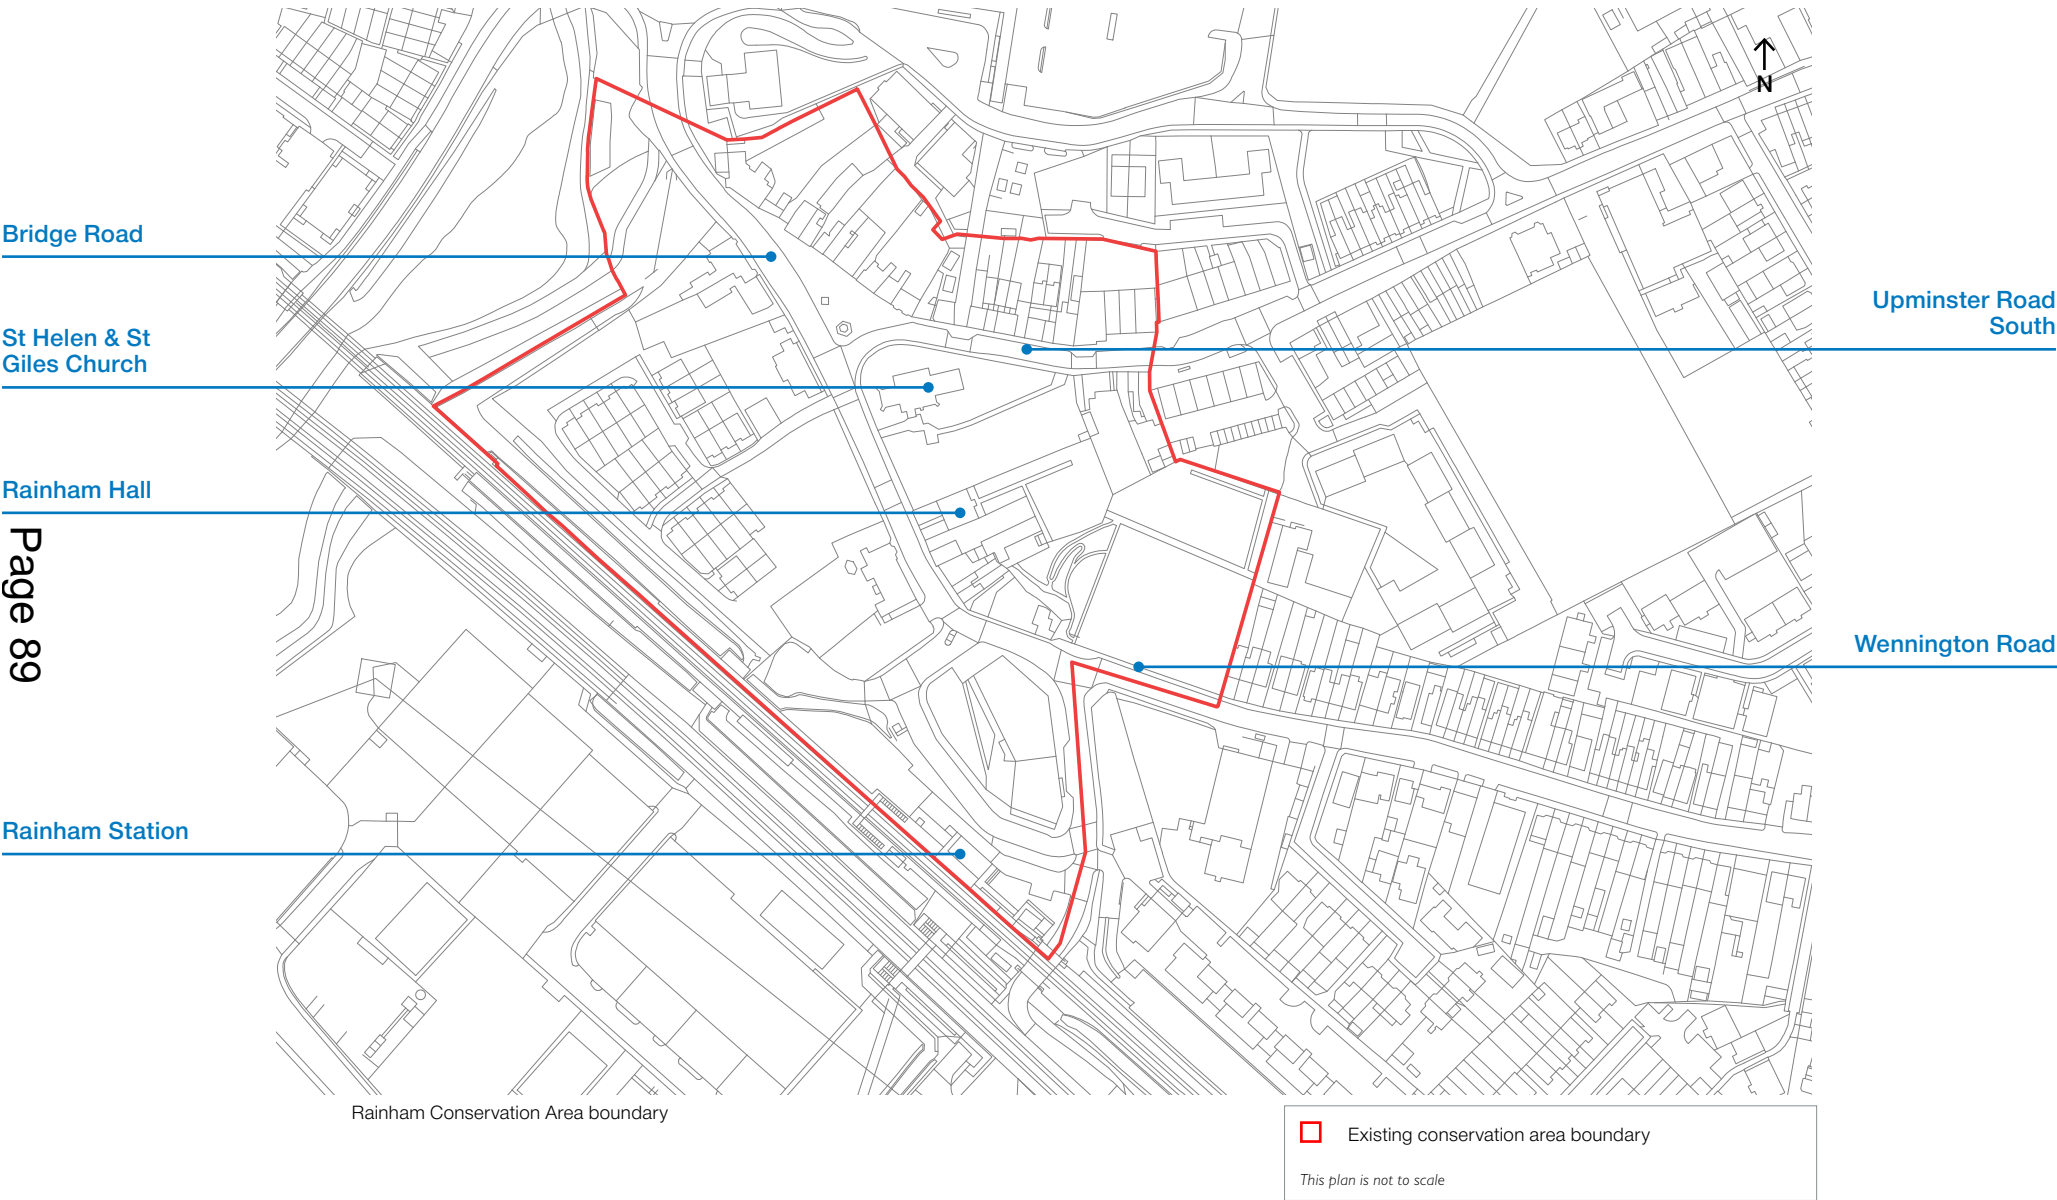 N
Bridge Road
St Helen & St
Giles Church
Rainham Hall
Page 89
Rainham Station
Upminster Road
South
Wennington Road
Rainham Conservation Area boundary
Existing conservation area boundary
This plan is not to scale